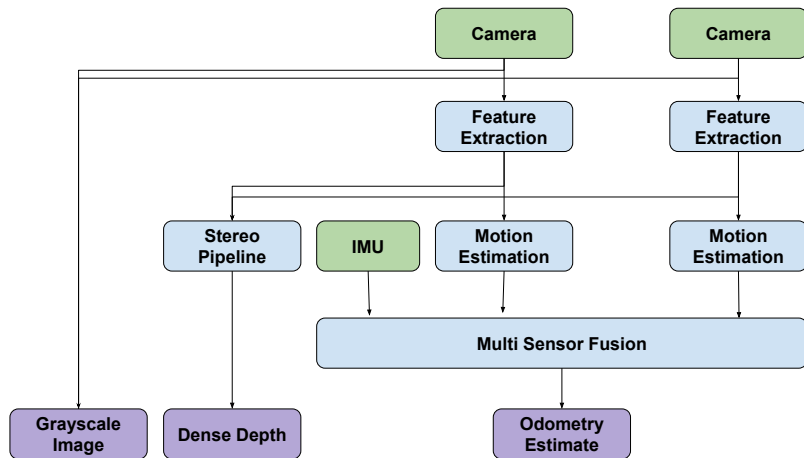 Camera
Camera
Feature
Extraction
Feature
Extraction
Stereo
Pipeline
IMU
Motion
Estimation
Motion
Estimation
Multi Sensor Fusion
Grayscale
Image
Dense Depth
Odometry
Estimate